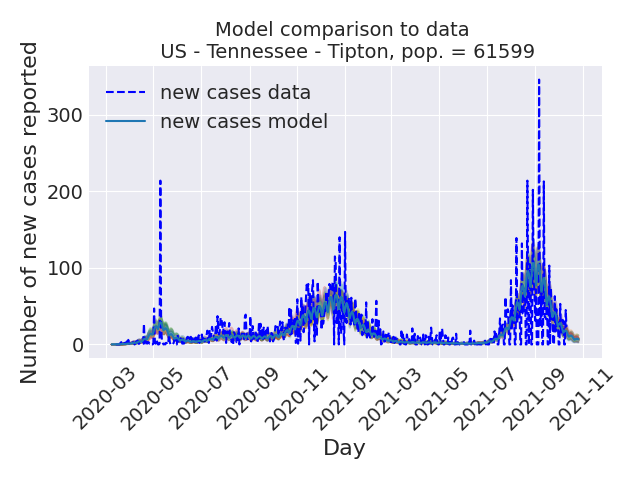 Model comparison to data
US - Tennessee - Tipton, pop. = 61599
new cases data
new cases model
Number of new cases reported
300
200
100
0
2020-03
2020-05
2020-07
2020-09
2020-11
2021-01
2021-03
2021-05
2021-07
2021-09
2021-11
Day